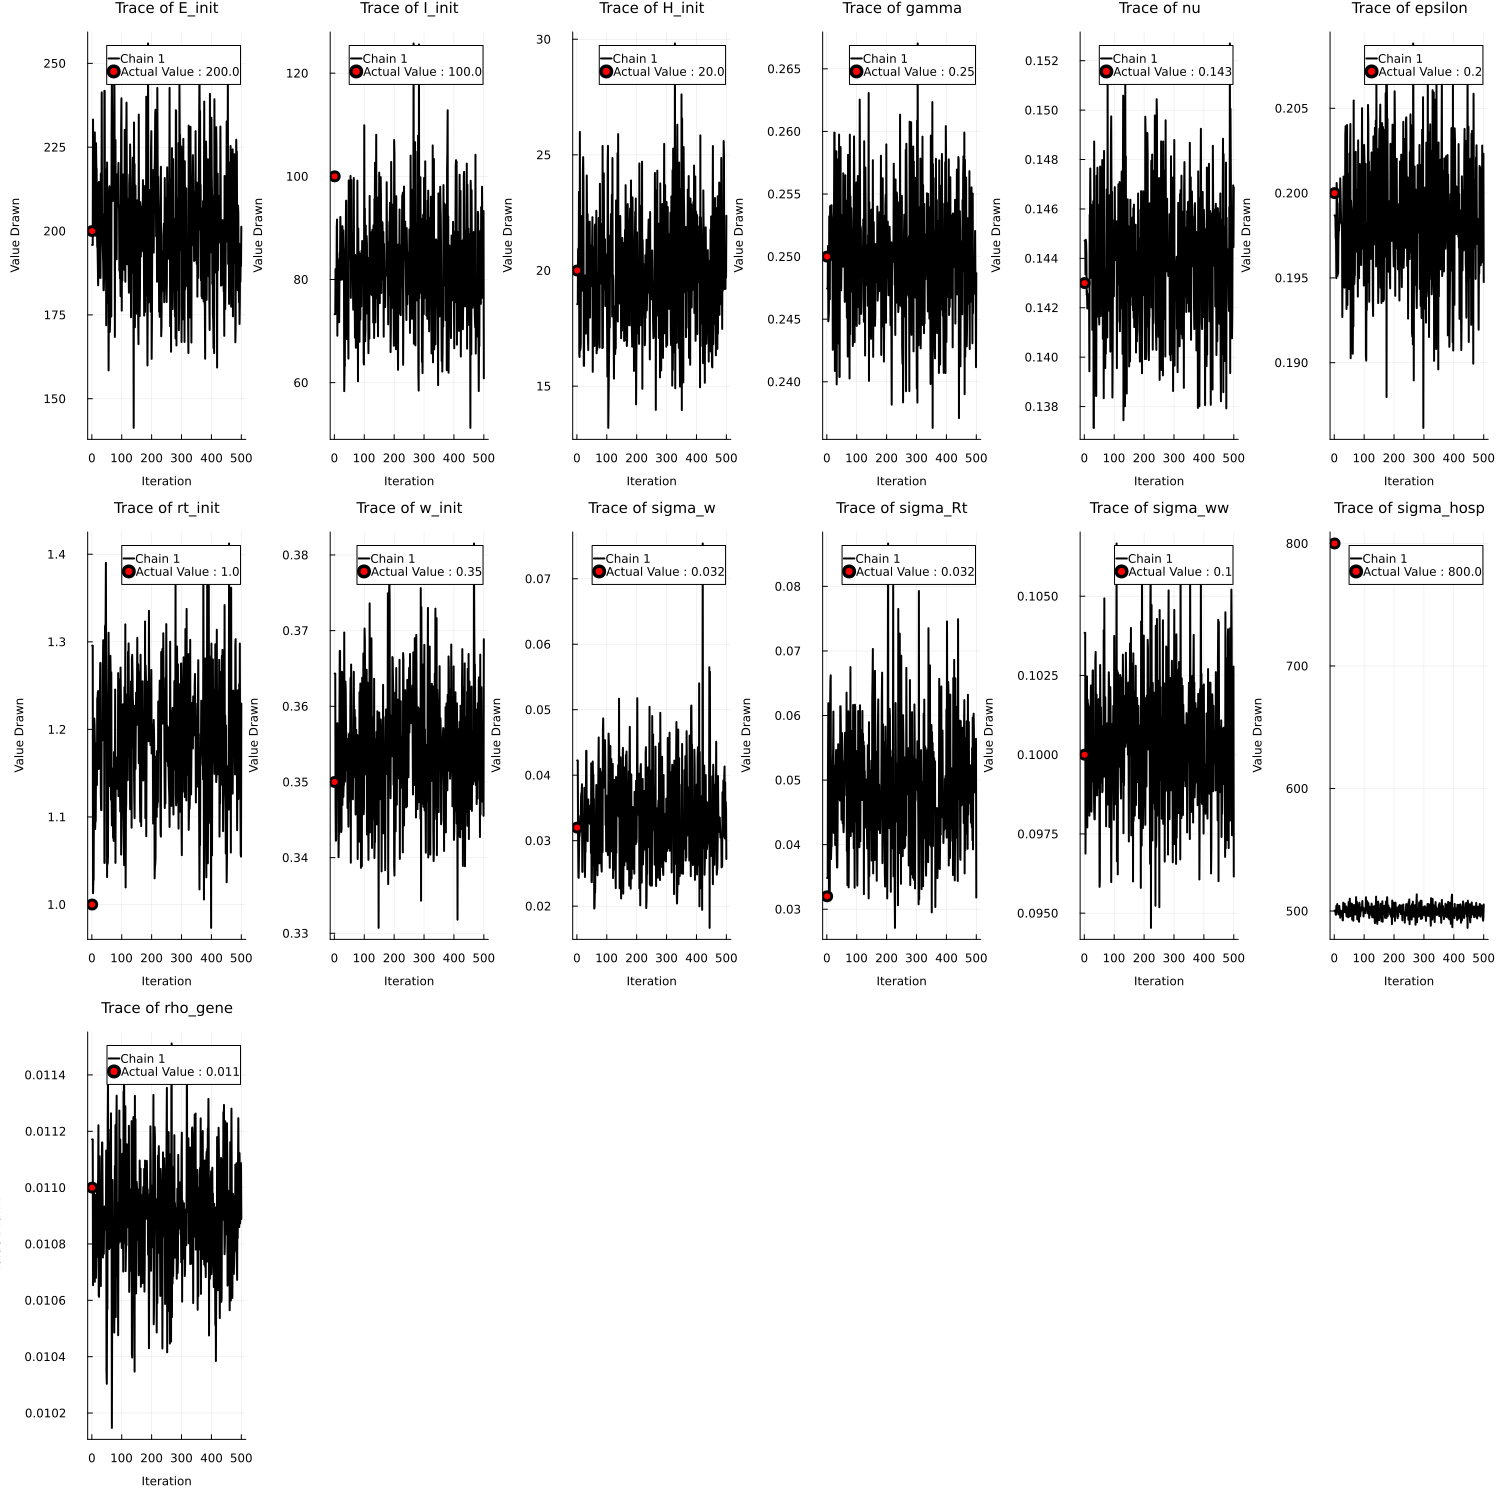 Trace of E_init
Value Drawn
250
225
200
175
150
Chain 1
Actual Value : 200.0
0 100 200 300 400 500
Iteration
Trace of I_init
Value Drawn
120
100
80
60
Chain 1
Actual Value : 100.0
0 100 200 300 400 500
Iteration
Trace of H_init
Value Drawn
30
25
20
15
Chain 1
Actual Value : 20.0
0 100 200 300 400 500
Iteration
Trace of gamma
Value Drawn
0.265
0.260
0.255
0.250
0.245
0.240
Chain 1
Actual Value : 0.25
0 100 200 300 400 500
Iteration
Trace of nu
Value Drawn
0.152
0.150
0.148
0.146
0.144
0.142
0.140
0.138
Chain 1
Actual Value : 0.143
0 100 200 300 400 500
Iteration
Trace of epsilon
Value Drawn
0.205
0.200
0.195
0.190
Chain 1
Actual Value : 0.2
0 100 200 300 400 500
Iteration
Trace of rt_init
Value Drawn
1.4
1.3
1.2
1.1
1.0
Chain 1
Actual Value : 1.0
0 100 200 300 400 500
Iteration
Trace of w_init
Value Drawn
0.38
0.37
0.36
0.35
0.34
0.33
Chain 1
Actual Value : 0.35
0 100 200 300 400 500
Iteration
Trace of sigma_w
Value Drawn
0.07
0.06
0.05
0.04
0.03
0.02
Chain 1
Actual Value : 0.032
0 100 200 300 400 500
Iteration
Trace of sigma_Rt
Value Drawn
0.08
0.07
0.06
0.05
0.04
0.03
Chain 1
Actual Value : 0.032
0 100 200 300 400 500
Iteration
Trace of sigma_ww
Value Drawn
0.1050
0.1025
0.1000
0.0975
0.0950
Chain 1
Actual Value : 0.1
0 100 200 300 400 500
Iteration
Trace of sigma_hosp
Value Drawn
800
700
600
500
Chain 1
Actual Value : 800.0
0 100 200 300 400 500
Iteration
Trace of rho_gene
0.0114
0.0112
0.0110
0.0108
0.0106
0.0104
0.0102
Chain 1
Actual Value : 0.011
0 100 200 300 400 500
Iteration